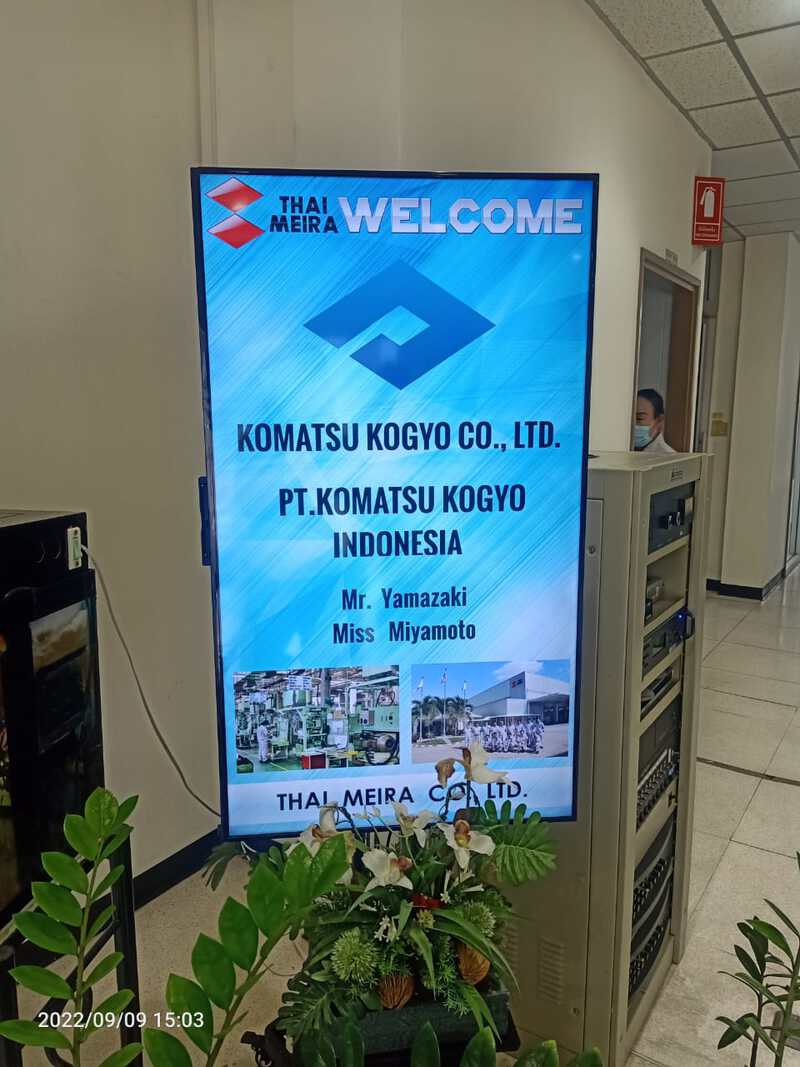 THAI
MEIRA
WELCOME
KOMATSU KOGYO CO., LTD.
PT.KOMATSU KOGYO
INDONESIA
Mr. Yamazaki
Miss Miyamoto
THAI MEIRA CO., LTD.
2022/09/09 15:03